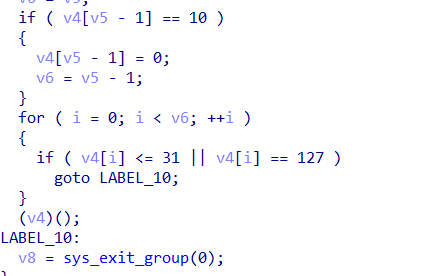 if ( v4[v5 - 1] == 10 )
{
v4[v5 - 1] = 0;
v6 = v5 - 1;
}
for ( i = 0; i < v6; ++i )
{
if ( v4[i] <= 31 || v4[i] == 127 )
goto LABEL_10;
}
(v4)();
LABEL_10:
v8 = sys_exit_group(0);